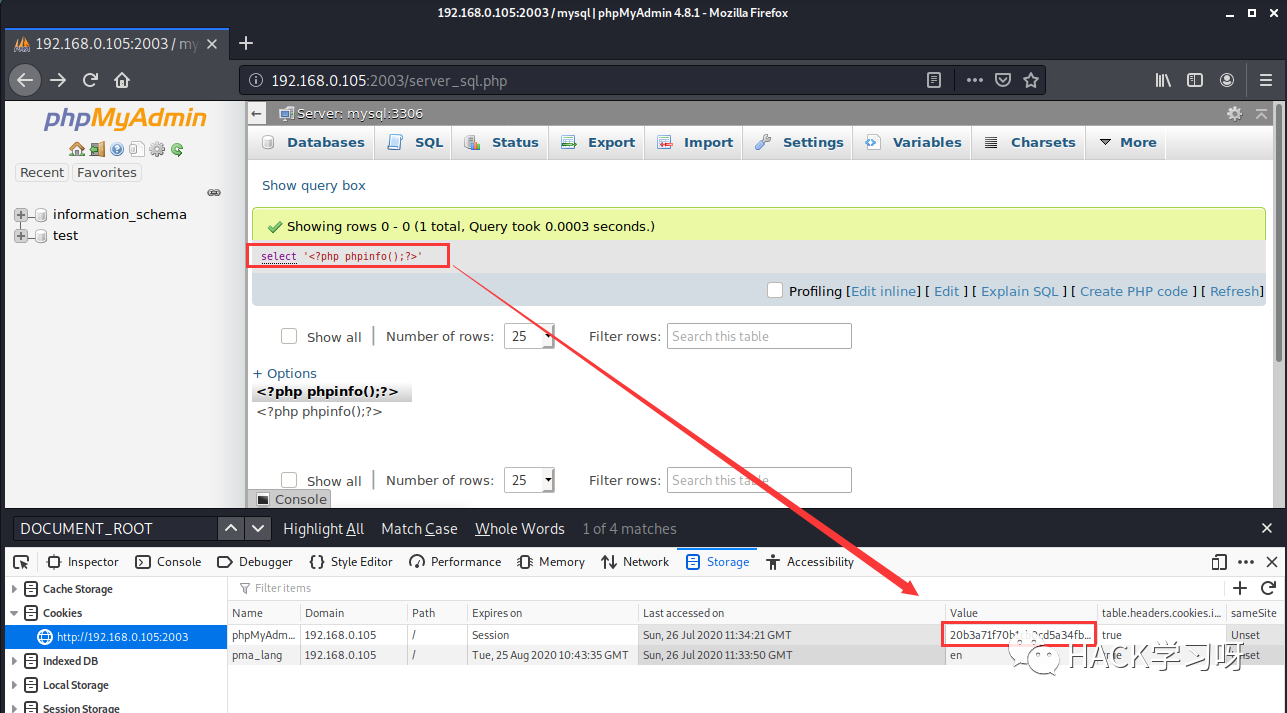 192.168.0.105:2003 / mysql | phpMyAdmin 4.8.1 - Mozilla Firefox
192.168.0.105:2003 / my
192.168.0.105:2003/server_sql.php
phpMyAdmin
Server: mysql:3306
Databases SQL Status Export Import Settings Variables Charsets More
Recent Favorites
Show query box
information_schema
test
Showing rows 0 - 0 (1 total, Query took 0.0003 seconds.)
select '<?php phpinfo();?>'
Profiling [Edit inline] [ Edit ] [ Explain SQL ] [ Create PHP code ] [ Refresh]
Show all Number of rows: 25 Filter rows: Search this table
+ Options
<?php phpinfo();?>
<?php phpinfo();?>
Show all Number of rows: 25 Filter rows: Search this table
Console
DOCUMENT_ROOT Highlight All Match Case Whole Words 1 of 4 matches
Inspector Console Debugger Style Editor Performance Memory Network Storage Accessibility
Cache Storage
Filter items
Cookies
Name Domain Path Expires on Last accessed on Value table.headers.cookies.i... sameSite
http://192.168.0.105:2003
phpMyAdm... 192.168.0.105 / Session Sun, 26 Jul 2020 11:34:21 GMT true Unset
pma_lang 192.168.0.105 / Tue, 25 Aug 2020 10:43:35 GMT Sun, 26 Jul 2020 11:33:50 GMT en
Indexed DB
HACK学习呀
Local Storage
Session Storage